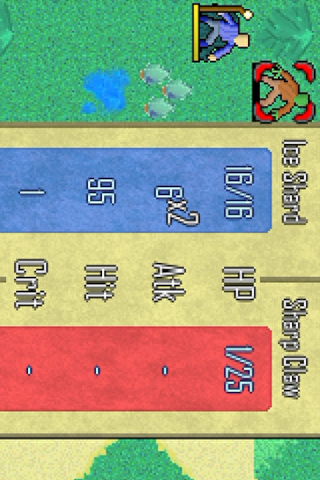 Ice Shard Sharp Claw
16/16 HP 1/25
6x2 Atk -
95 Hit -
1 Crit -